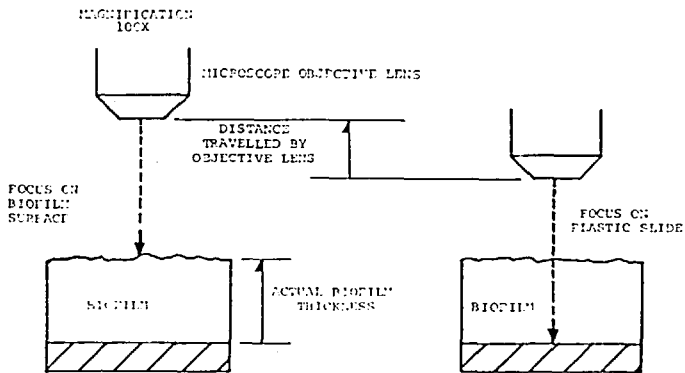 MAGNIFICATION
100X
MICROSCOPE OBJECTIVE LENS
DISTANCE
TRAVELLED BY
OBJECTIVE LENS
FOCUS ON
BIOFILM
SURFACE
FOCUS ON
PLASTIC SLIDE
ACTUAL BIOFILM
THICKNESS
BIOFILM
BIOFILM